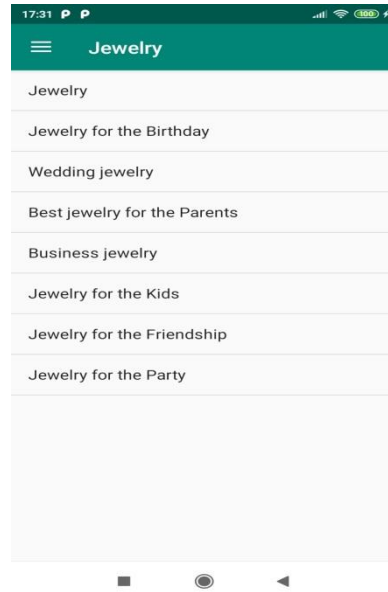 17:31 P P 100
Jewelry
Jewelry
Jewelry for the Birthday
Wedding jewelry
Best jewelry for the Parents
Business jewelry
Jewelry for the Kids
Jewelry for the Friendship
Jewelry for the Party